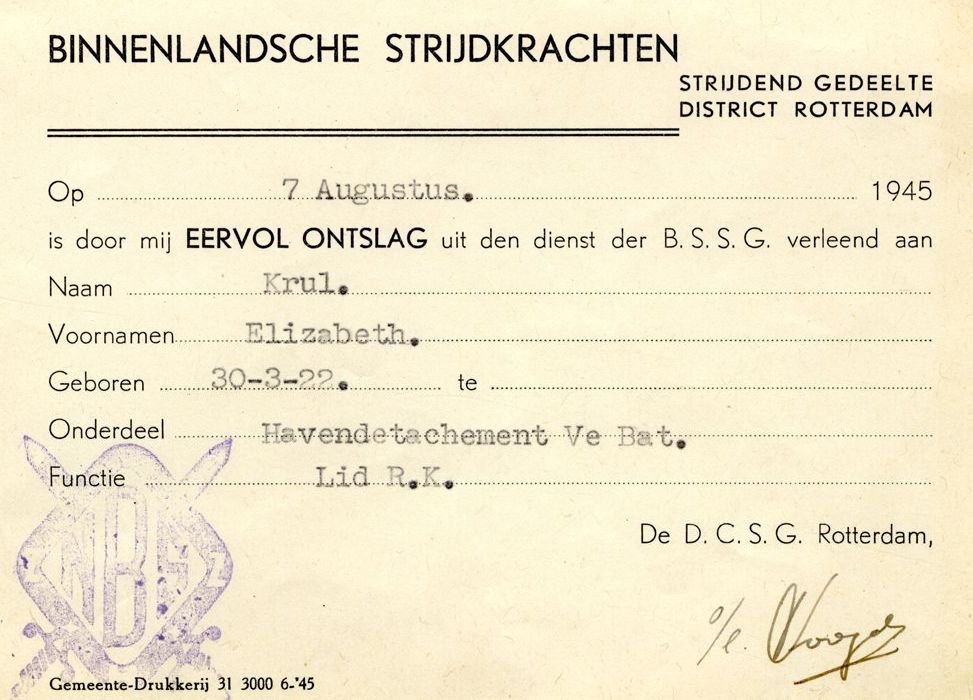 BINNENLANDSCHE STRIJDKRACHTEN
STRIJDEND GEDEELTE
DISTRICT ROTTERDAM
Op 7 Augustus. 1945
is door mij EERVOL ONTSLAG uit den dienst der B. S. S. G. verleend aan
Naam Krul.
Voornamen Elizabeth.
Geboren 30-3-22. te
Onderdeel Havendetachement Ve Bat.
Functie Lid R.K.
De D. C. S. G. Rotterdam,
NBS
Gemeente-Drukkerij 31 3000 6-'45